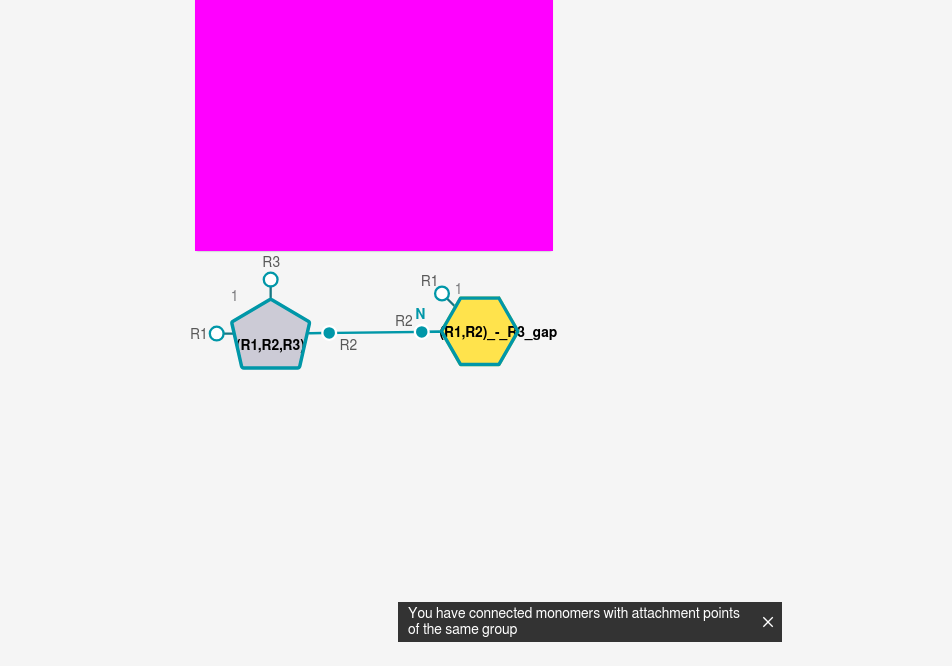 R3
1
R1
(R1,R2,R3)
R2
R1
1
N
R2
(R1,R2)_-_R3_gap
You have connected monomers with attachment points
of the same group